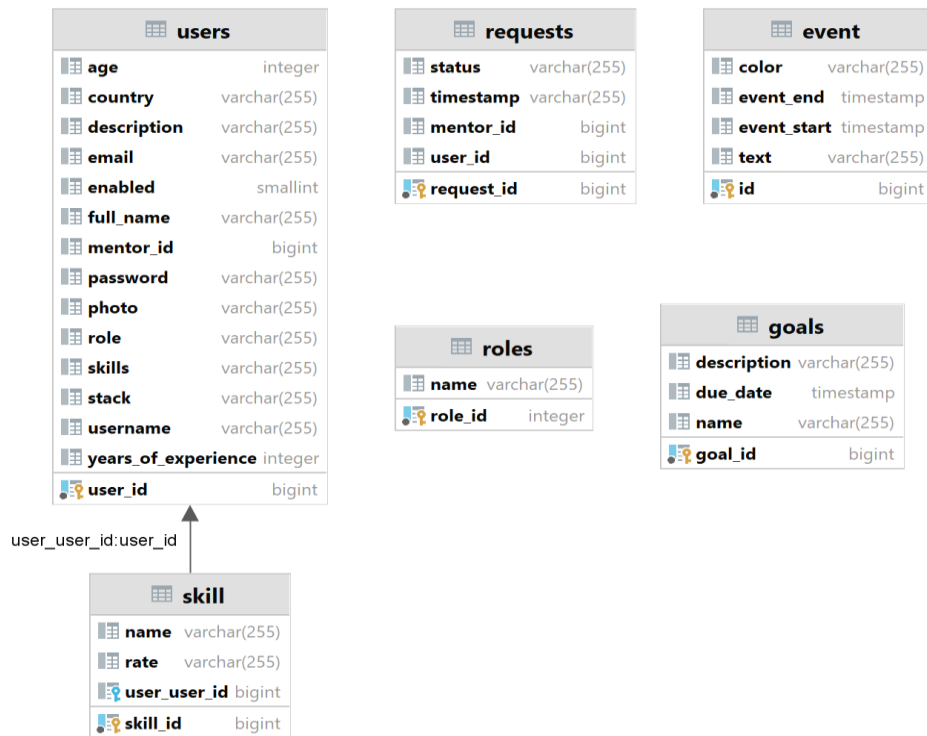 users
age integer
country varchar(255)
description varchar(255)
email varchar(255)
enabled smallint
full_name varchar(255)
mentor_id bigint
password varchar(255)
photo varchar(255)
role varchar(255)
skills varchar(255)
stack varchar(255)
username varchar(255)
years_of_experience integer
user_id bigint
requests
status varchar(255)
timestamp varchar(255)
mentor_id bigint
user_id bigint
request_id bigint
event
color varchar(255)
event_end timestamp
event_start timestamp
text varchar(255)
id bigint
roles
name varchar(255)
role_id integer
goals
description varchar(255)
due_date timestamp
name varchar(255)
goal_id bigint
user_user_id:user_id
skill
name varchar(255)
rate varchar(255)
user_user_id bigint
skill_id bigint